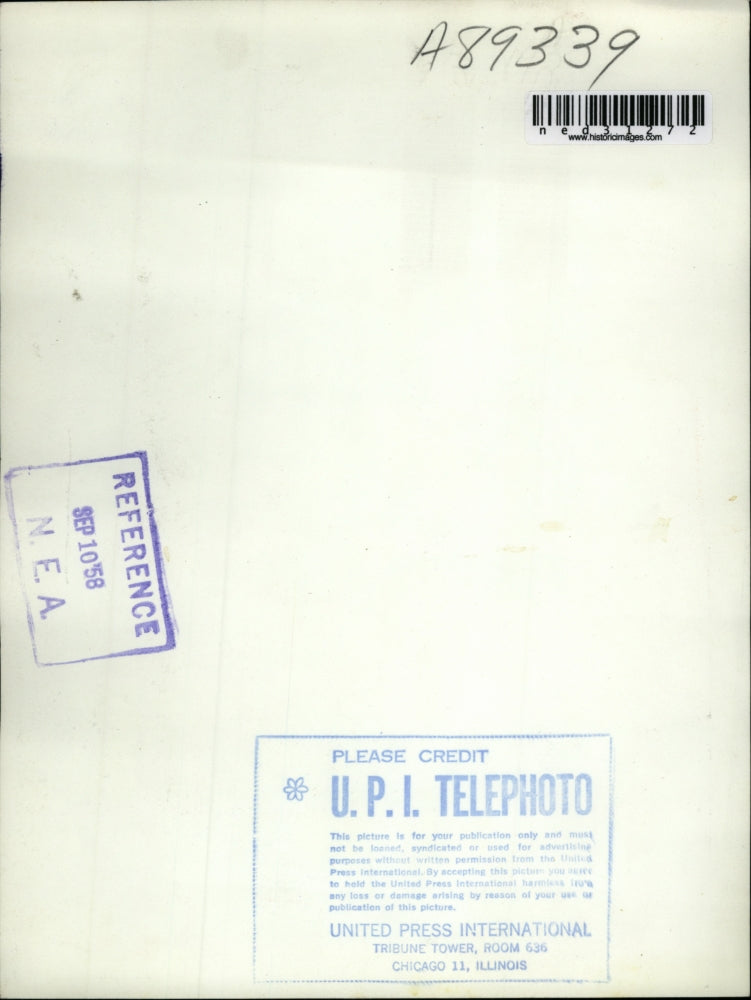 A89339
ned31272
www.historicimages.com
REFERENCE
SEP 10'58
N. E. A.
PLEASE CREDIT
U. P. I. TELEPHOTO
This picture is for your publication only and must
not be loaned, syndicated or used for advertising
purposes without written permission from the United
Press International. By accepting this picture you agree
to hold the United Press International harmless from
any loss or damage arising by reason of your use or
publication of this picture.
UNITED PRESS INTERNATIONAL
TRIBUNE TOWER, ROOM 636
CHICAGO 11, ILLINOIS